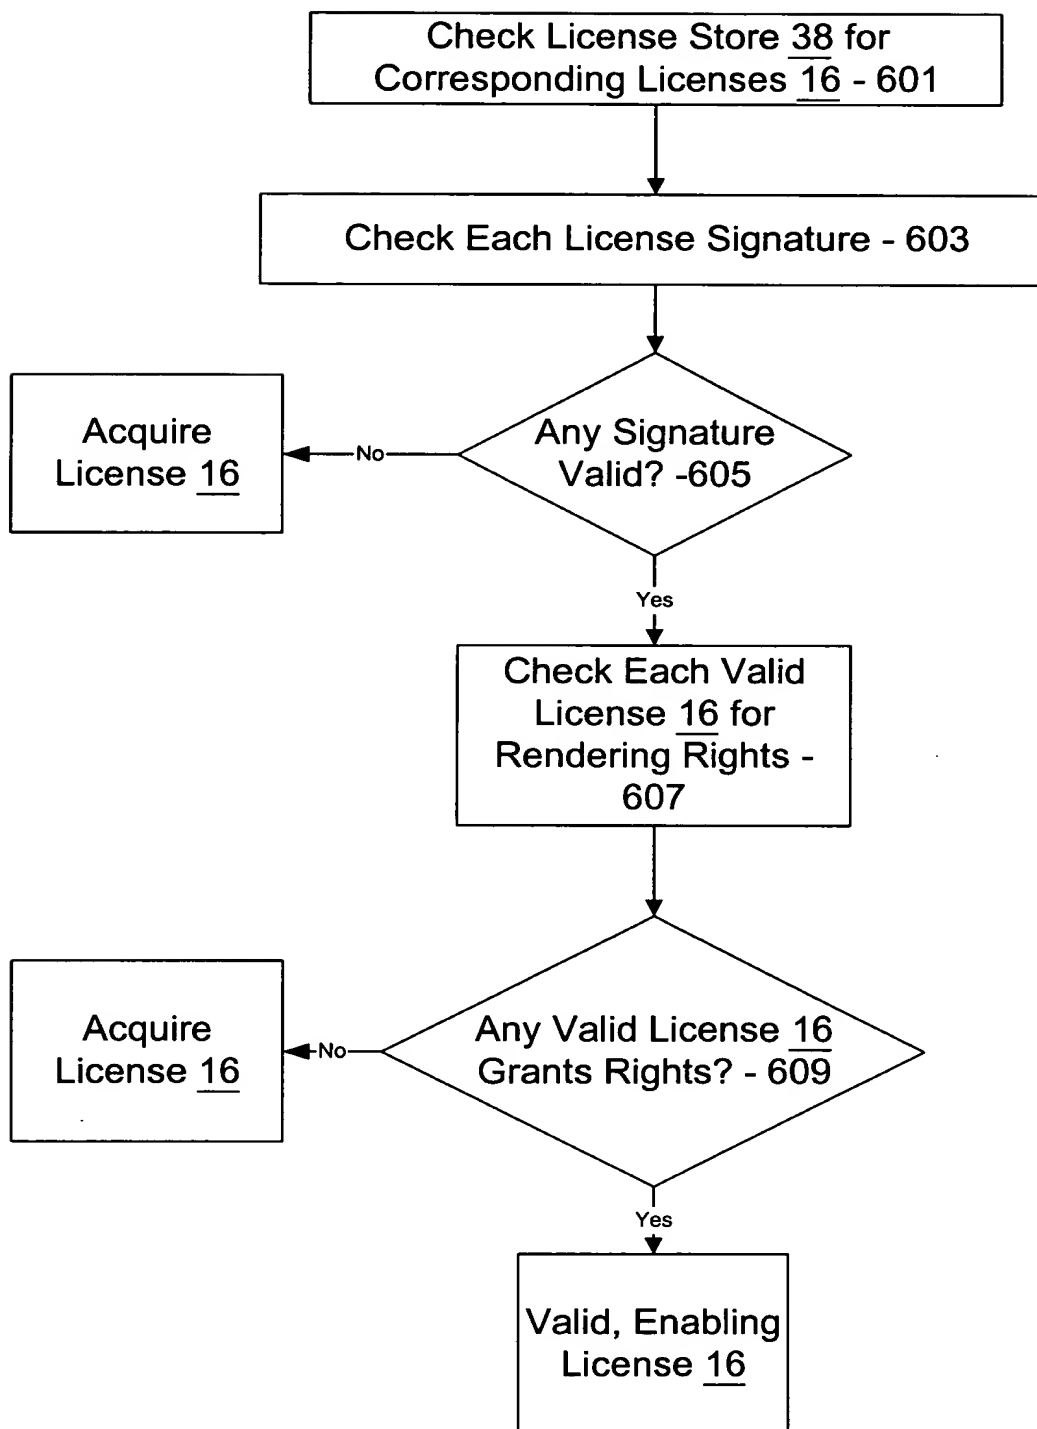 Check License Store 38 for
Corresponding Licenses 16 - 601
Check Each License Signature - 603
Any Signature
Valid? -605
No
Acquire
License 16
Yes
Check Each Valid
License 16 for
Rendering Rights -
607
Any Valid License 16
Grants Rights? - 609
No
Acquire
License 16
Yes
Valid, Enabling
License 16